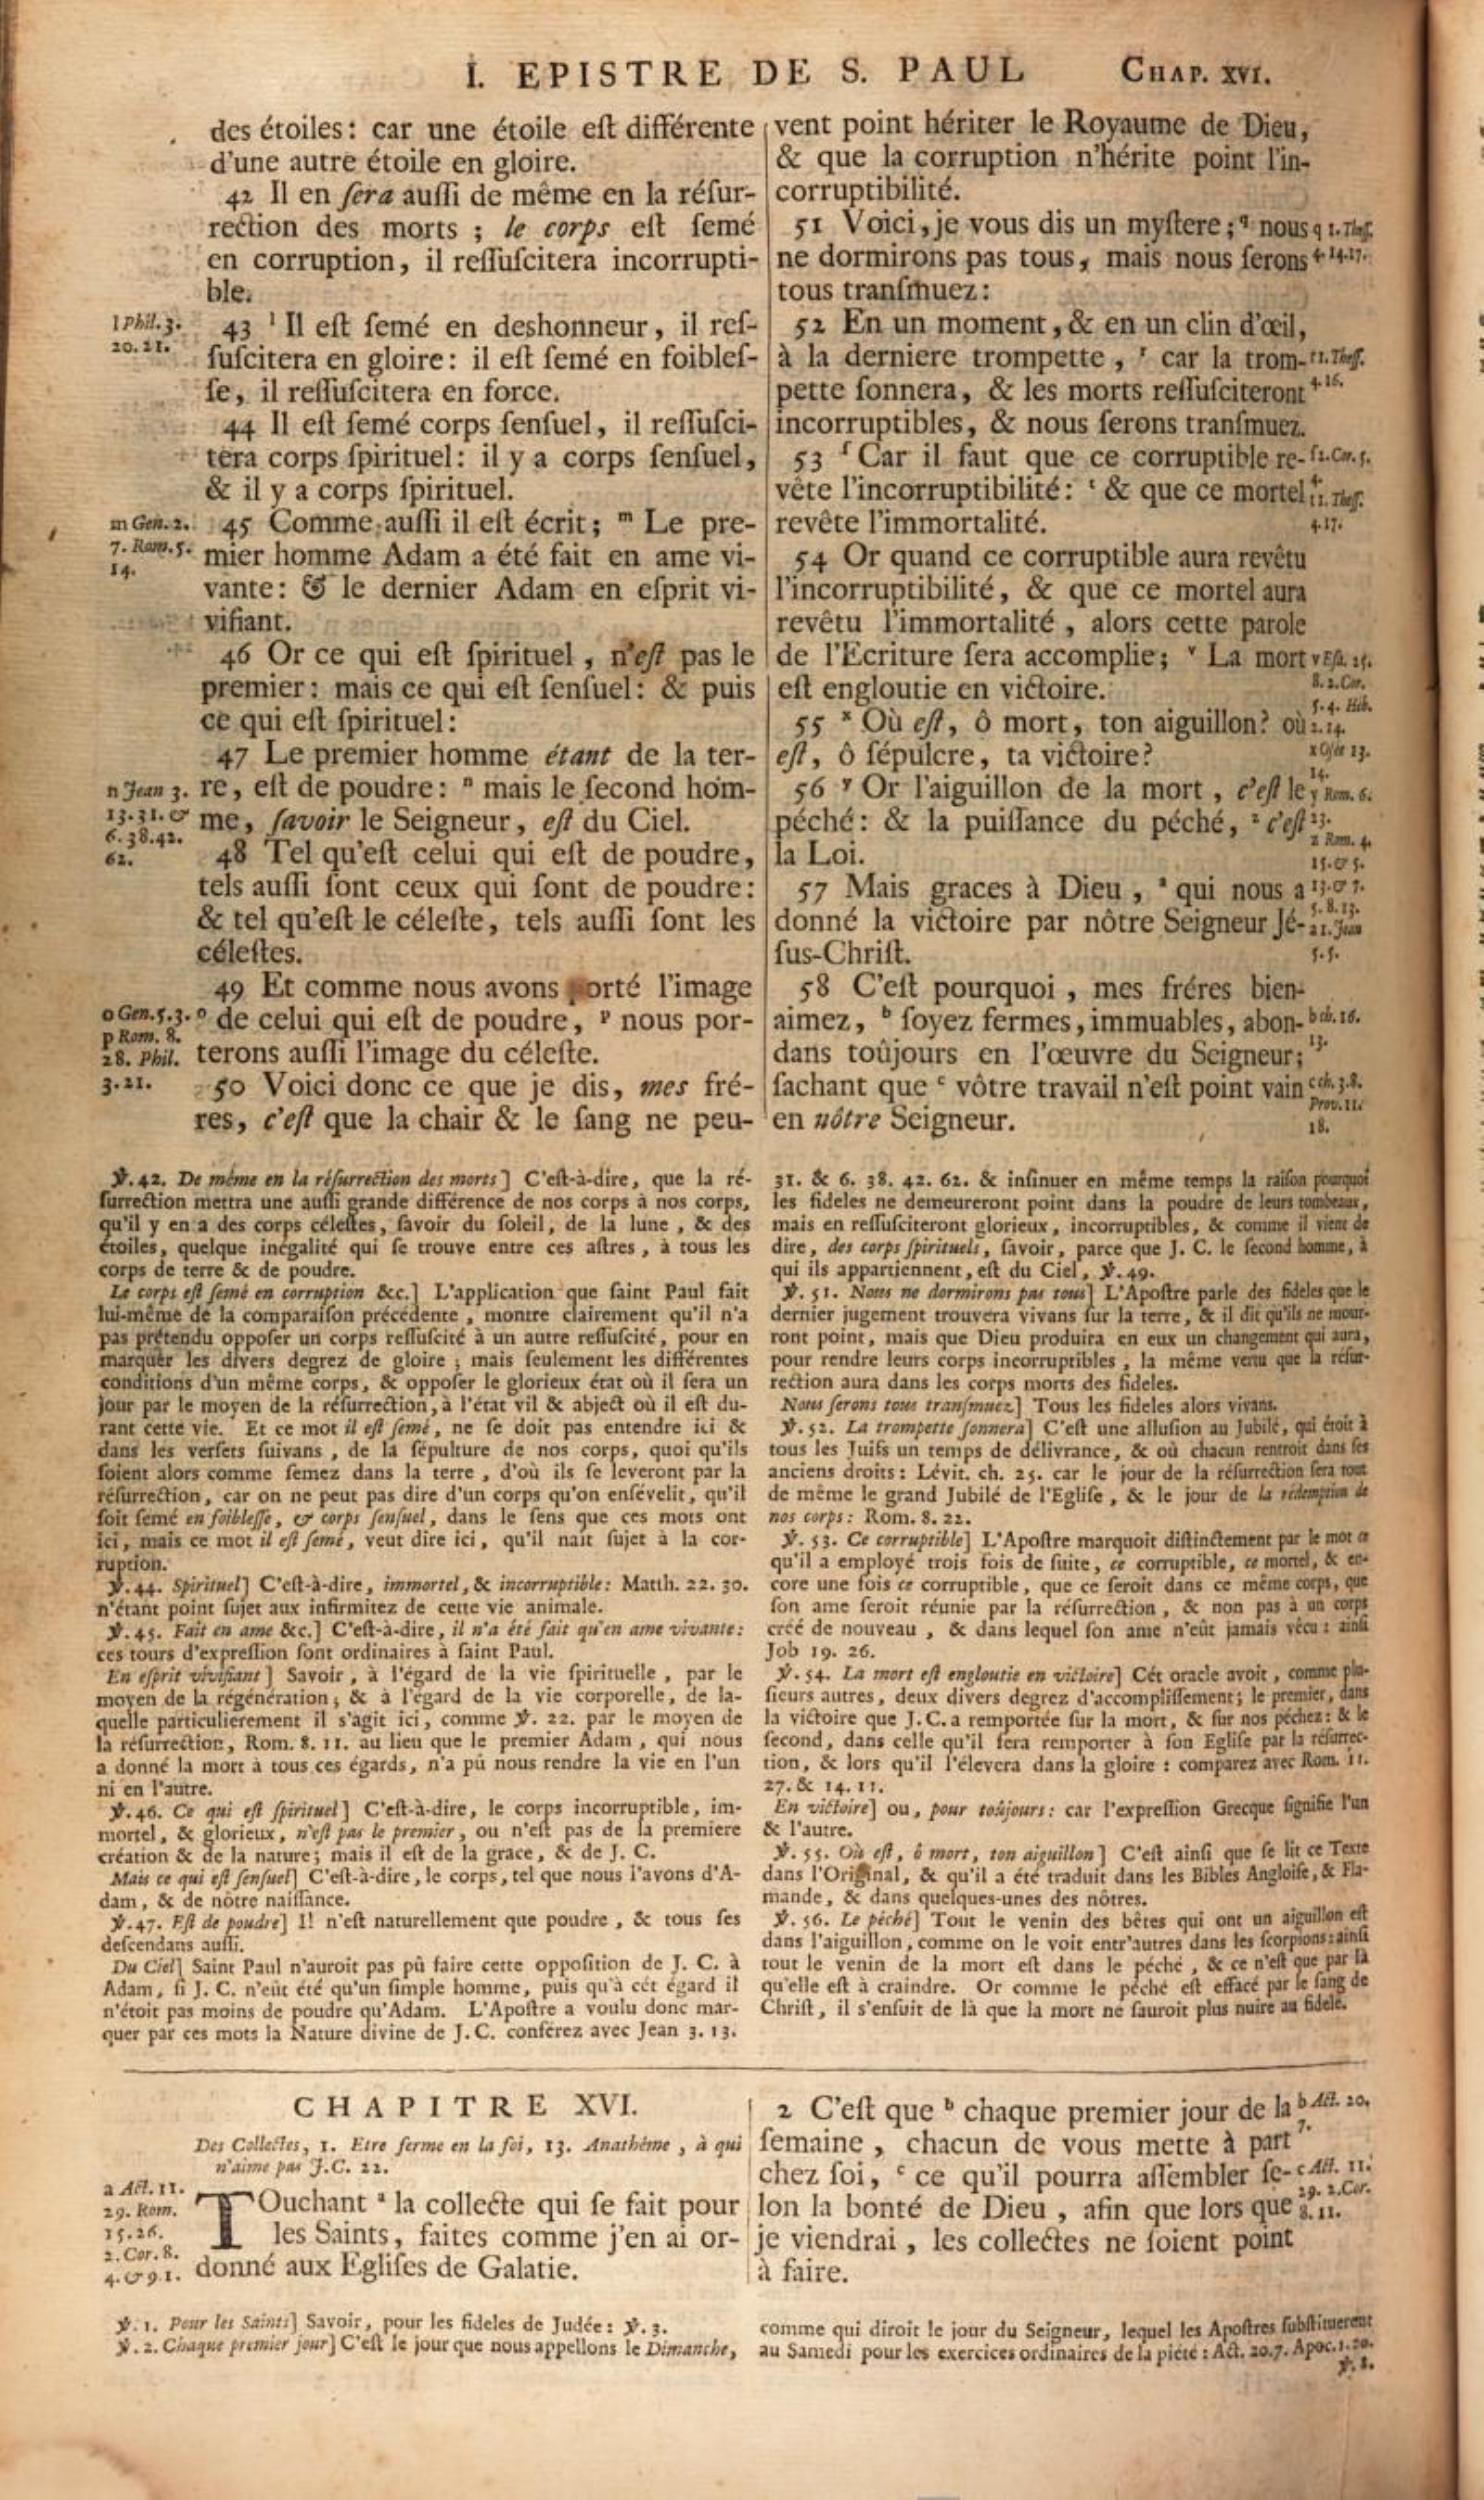 I. EPISTRE DE S. PAUL CHAP. XVI.
des étoiles: car une étoile eſt différente
d'une autre étoile en gloire.
42 Il en ſera auſſi de même en la réſur-
rection des morts ; le corps eſt ſemé
en corruption, il reſſuſcitera incorrupti-
ble.
l Phil. 3.
20. 21.
43 ˡ Il eſt ſemé en deshonneur, il reſ-
ſuſcitera en gloire: il eſt ſemé en foibleſ-
ſe, il reſſuſcitera en force.
44 Il eſt ſemé corps ſenſuel, il reſſuſci-
tera corps ſpirituel: il y a corps ſenſuel,
& il y a corps ſpirituel.
m Gen. 2.
7. Rom. 5.
14.
45 Comme auſſi il eſt écrit; ᵐ Le pre-
mier homme Adam a été fait en ame vi-
vante: & le dernier Adam en eſprit vi-
vifiant.
46 Or ce qui eſt ſpirituel, n'eſt pas le
premier: mais ce qui eſt ſenſuel: & puis
ce qui eſt ſpirituel:
47 Le premier homme étant de la ter-
re, eſt de poudre: ⁿ mais le ſecond hom-
me, ſavoir le Seigneur, eſt du Ciel.
n Jean 3.
13. 31. &
6. 38. 42.
62.
48 Tel qu'eſt celui qui eſt de poudre,
tels auſſi ſont ceux qui ſont de poudre:
& tel qu'eſt le céleſte, tels auſſi ſont les
céleſtes.
49 Et comme nous avons porté l'image
ᵒ de celui qui eſt de poudre, ᵖ nous por-
terons auſſi l'image du céleſte.
o Gen. 5. 3.
p Rom. 8.
28. Phil.
3. 21.
50 Voici donc ce que je dis, mes fré-
res, c'eſt que la chair & le ſang ne peu-
vent point hériter le Royaume de Dieu,
& que la corruption n'hérite point l'in-
corruptibilité.
51 Voici, je vous dis un myſtere; ᑫ nous
ne dormirons pas tous, mais nous ſerons
tous tranſmuez:
q 1. Theſſ.
4. 14. 17.
52 En un moment, & en un clin d'œil,
à la derniere trompette, ʳ car la trom-
pette ſonnera, & les morts reſſuſciteront
incorruptibles, & nous ſerons tranſmuez.
r 1. Theſſ.
4. 16.
53 ſ Car il faut que ce corruptible re-
vête l'incorruptibilité: ᵗ & que ce mortel
revête l'immortalité.
ſ 2. Cor. 5.
4.
t 1. Theſſ.
4. 17.
54 Or quand ce corruptible aura revêtu
l'incorruptibilité, & que ce mortel aura
revêtu l'immortalité, alors cette parole
de l'Ecriture ſera accomplie; ᵛ La mort
eſt engloutie en victoire.
v Eſa. 25.
8. 2. Cor.
5. 4. Héb.
2. 14.
55 ˣ Où eſt, ô mort, ton aiguillon? où
eſt, ô ſépulcre, ta victoire?
x Oſée 13.
14.
56 ʸ Or l'aiguillon de la mort, c'eſt le
péché: & la puiſſance du péché, ᶻ c'eſt
la Loi.
y Rom. 6.
23.
z Rom. 4.
15. & 5.
13. & 7.
5. 8. 13.
57 Mais graces à Dieu, ᵃ qui nous a
donné la victoire par nôtre Seigneur Jé-
ſus-Chriſt.
a 1. Jean
5. 5.
58 C'eſt pourquoi, mes fréres bien-
aimez, ᵇ ſoyez fermes, immuables, abon-
dans toûjours en l'œuvre du Seigneur;
ſachant que ᶜ vôtre travail n'eſt point vain
en nôtre Seigneur.
b ch. 16.
13.
c ch. 3. 8.
Prov. 11.
18.
℣. 42. De même en la réſurrection des morts] C'eſt-à-dire, que la ré-
ſurrection mettra une auſſi grande différence de nos corps à nos corps,
qu'il y en a des corps céleſtes, ſavoir du ſoleil, de la lune, & des
étoiles, quelque inégalité qui ſe trouve entre ces aſtres, à tous les
corps de terre & de poudre.
Le corps eſt ſemé en corruption &c.] L'application que ſaint Paul fait
lui-même de la comparaiſon précédente, montre clairement qu'il n'a
pas prétendu oppoſer un corps reſſuſcité à un autre reſſuſcité, pour en
marquer les divers degrez de gloire; mais ſeulement les différentes
conditions d'un même corps, & oppoſer le glorieux état où il ſera un
jour par le moyen de la réſurrection, à l'état vil & abject où il eſt du-
rant cette vie. Et ce mot il eſt ſemé, ne ſe doit pas entendre ici &
dans les verſets ſuivans, de la ſépulture de nos corps, quoi qu'ils
ſoient alors comme ſemez dans la terre, d'où ils ſe leveront par la
réſurrection, car on ne peut pas dire d'un corps qu'on enſévelit, qu'il
ſoit ſemé en foibleſſe, & corps ſenſuel, dans le ſens que ces mots ont
ici, mais ce mot il eſt ſemé, veut dire ici, qu'il naît ſujet à la cor-
ruption.
℣. 44. Spirituel] C'eſt-à-dire, immortel, & incorruptible: Matth. 22. 30.
n'étant point ſujet aux infirmitez de cette vie animale.
℣. 45. Fait en ame &c.] C'eſt-à-dire, il n'a été fait qu'en ame vivante:
ces tours d'expreſſion ſont ordinaires à ſaint Paul.
En eſprit vivifiant] Savoir, à l'égard de la vie ſpirituelle, par le
moyen de la régénération; & à l'égard de la vie corporelle, de la-
quelle particulierement il s'agit ici, comme ℣. 22. par le moyen de
la réſurrection, Rom. 8. 11. au lieu que le premier Adam, qui nous
a donné la mort à tous ces égards, n'a pû nous rendre la vie en l'un
ni en l'autre.
℣. 46. Ce qui eſt ſpirituel] C'eſt-à-dire, le corps incorruptible, im-
mortel, & glorieux, n'eſt pas le premier, ou n'eſt pas de la premiere
création & de la nature; mais il eſt de la grace, & de J. C.
Mais ce qui eſt ſenſuel] C'eſt-à-dire, le corps, tel que nous l'avons d'A-
dam, & de nôtre naiſſance.
℣. 47. Eſt de poudre] Il n'eſt naturellement que poudre, & tous ſes
deſcendans auſſi.
Du Ciel] Saint Paul n'auroit pas pû faire cette oppoſition de J. C. à
Adam, ſi J. C. n'eût été qu'un ſimple homme, puis qu'à cét égard il
n'étoit pas moins de poudre qu'Adam. L'Apoſtre a voulu donc mar-
quer par ces mots la Nature divine de J. C. conférez avec Jean 3. 13.
31. & 6. 38. 42. 62. & inſinuer en même temps la raiſon pourquoi
les fideles ne demeureront point dans la poudre de leurs tombeaux,
mais en reſſuſciteront glorieux, incorruptibles, & comme il vient de
dire, des corps ſpirituels, ſavoir, parce que J. C. le ſecond homme, à
qui ils appartiennent, eſt du Ciel, ℣. 49.
℣. 51. Nous ne dormirons pas tous] L'Apoſtre parle des fideles que le
dernier jugement trouvera vivans ſur la terre, & il dit qu'ils ne mour-
ront point, mais que Dieu produira en eux un changement qui aura,
pour rendre leurs corps incorruptibles, la même vertu que la réſur-
rection aura dans les corps morts des fideles.
Nous ſerons tous tranſmuez] Tous les fideles alors vivans.
℣. 52. La trompette ſonnera] C'eſt une alluſion au Jubilé, qui étoit à
tous les Juifs un temps de délivrance, & où chacun rentroit dans ſes
anciens droits: Lévit. ch. 25. car le jour de la réſurrection ſera tout
de même le grand Jubilé de l'Egliſe, & le jour de la rédemption de
nos corps: Rom. 8. 22.
℣. 53. Ce corruptible] L'Apoſtre marquoit diſtinctement par le mot ce
qu'il a employé trois fois de ſuite, ce corruptible, ce mortel, & en-
core une fois ce corruptible, que ce ſeroit dans ce même corps, que
ſon ame ſeroit réunie par la réſurrection, & non pas à un corps
créé de nouveau, & dans lequel ſon ame n'eût jamais vécu: ainſi
Job 19. 26.
℣. 54. La mort eſt engloutie en victoire] Cét oracle avoit, comme plu-
ſieurs autres, deux divers degrez d'accompliſſement; le premier, dans
la victoire que J. C. a remportée ſur la mort, & ſur nos péchez: & le
ſecond, dans celle qu'il fera remporter à ſon Egliſe par la réſurrec-
tion, & lors qu'il l'élevera dans la gloire: comparez avec Rom. 11.
27. & 14. 11.
En victoire] ou, pour toûjours: car l'expreſſion Grecque ſignifie l'un
& l'autre.
℣. 55. Où eſt, ô mort, ton aiguillon] C'eſt ainſi que ſe lit ce Texte
dans l'Original, & qu'il a été traduit dans les Bibles Angloiſe, & Fla-
mande, & dans quelques-unes des nôtres.
℣. 56. Le péché] Tout le venin des bêtes qui ont un aiguillon eſt
dans l'aiguillon, comme on le voit entr'autres dans les ſcorpions: ainſi
tout le venin de la mort eſt dans le péché, & ce n'eſt que par là
qu'elle eſt à craindre. Or comme le péché eſt effacé par le ſang de
Chriſt, il s'enſuit de là que la mort ne ſauroit plus nuire au fidele.
CHAPITRE XVI.
Des Collectes, 1. Etre ferme en la foi, 13. Anathême, à qui
n'aime pas J. C. 22.
a Act. 11.
29. Rom.
15. 26.
2. Cor. 8.
4. & 9. 1.
TOuchant ᵃ la collecte qui ſe fait pour
les Saints, faites comme j'en ai or-
donné aux Egliſes de Galatie.
2 C'eſt que ᵇ chaque premier jour de la
ſemaine, chacun de vous mette à part
chez ſoi, ᶜ ce qu'il pourra aſſembler ſe-
lon la bonté de Dieu, afin que lors que
je viendrai, les collectes ne ſoient point
à faire.
b Act. 20.
7.
c Act. 11.
29. 2. Cor.
8. 11.
℣. 1. Pour les Saints] Savoir, pour les fideles de Judée: ℣. 3.
℣. 2. Chaque premier jour] C'eſt le jour que nous appellons le Dimanche,
comme qui diroit le jour du Seigneur, lequel les Apoſtres ſubſtituerent
au Samedi pour les exercices ordinaires de la piété: Act. 20. 7. Apoc. 1. 10.
℣. 8.